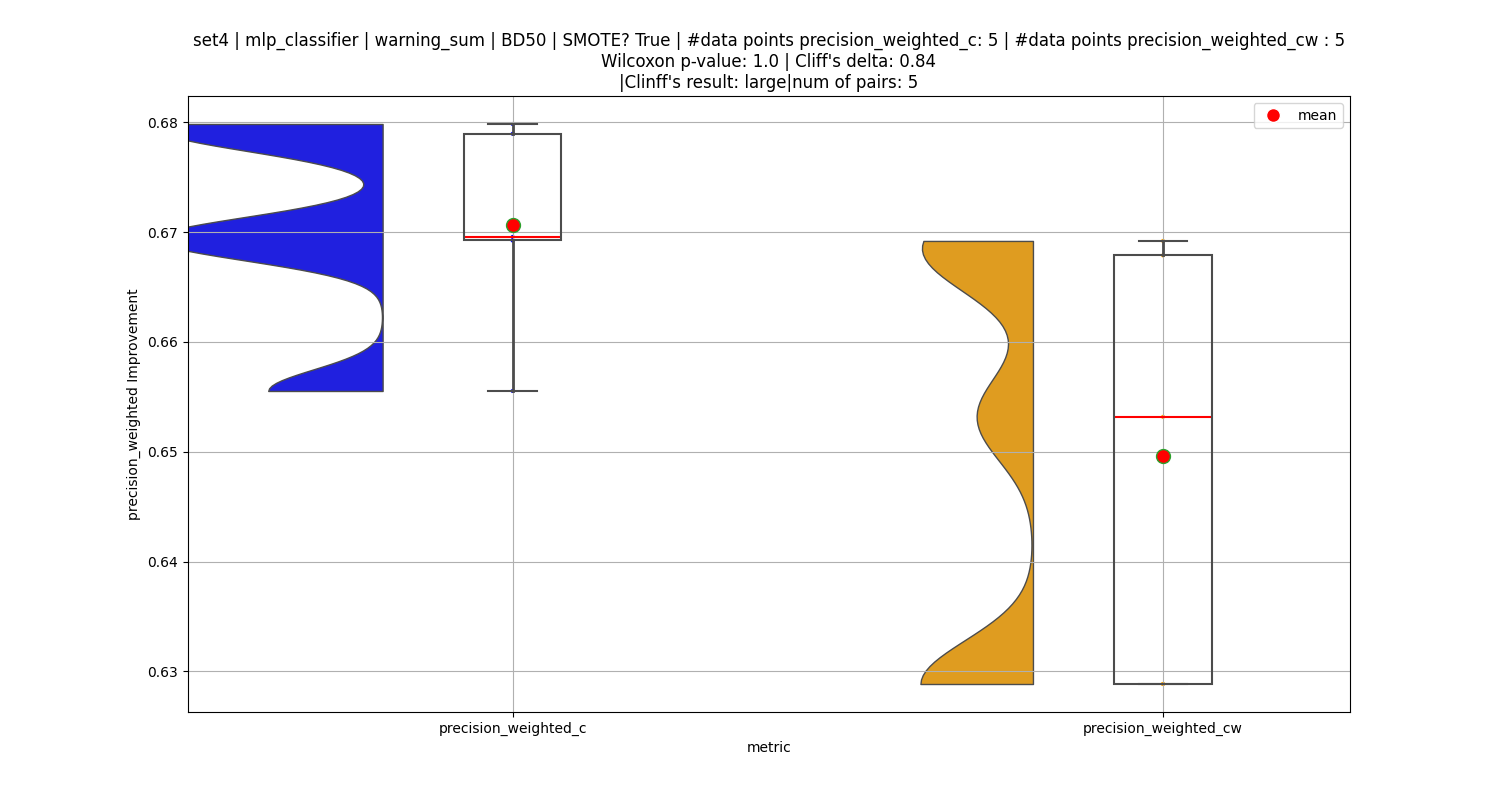 set4 | mlp_classifier | warning_sum | BD50 | SMOTE? True | #data points precision_weighted_c: 5 | #data points precision_weighted_cw : 5
Wilcoxon p-value: 1.0 | Cliff's delta: 0.84
|Clinff's result: large|num of pairs: 5
mean
0.68
0.67
0.66
0.65
0.64
0.63
precision_weighted Improvement
precision_weighted_c
precision_weighted_cw
metric